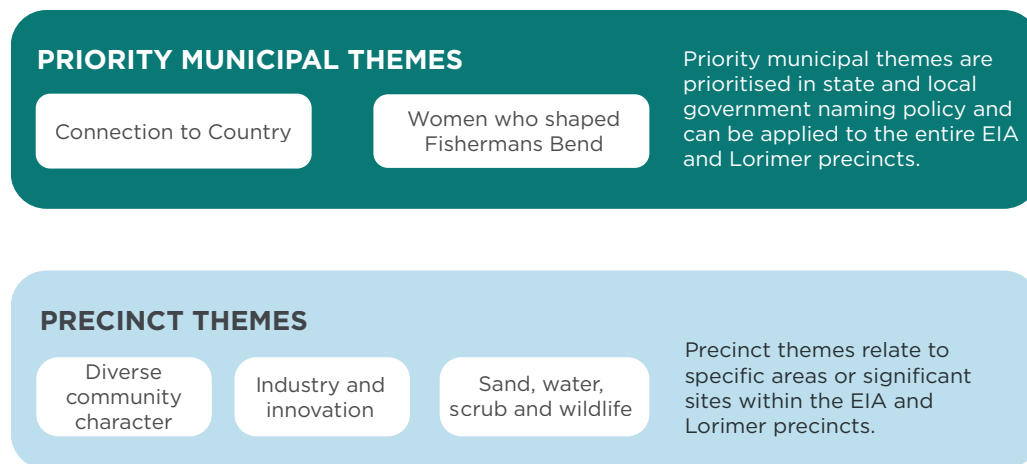 PRIORITY MUNICIPAL THEMES
Connection to Country
Women who shaped
Fishermans Bend
Priority municipal themes are
prioritised in state and local
government naming policy and
can be applied to the entire EIA
and Lorimer precincts.
PRECINCT THEMES
Diverse
community
character
Industry and
innovation
Sand, water,
scrub and wildlife
Precinct themes relate to
specific areas or significant
sites within the EIA and
Lorimer precincts.